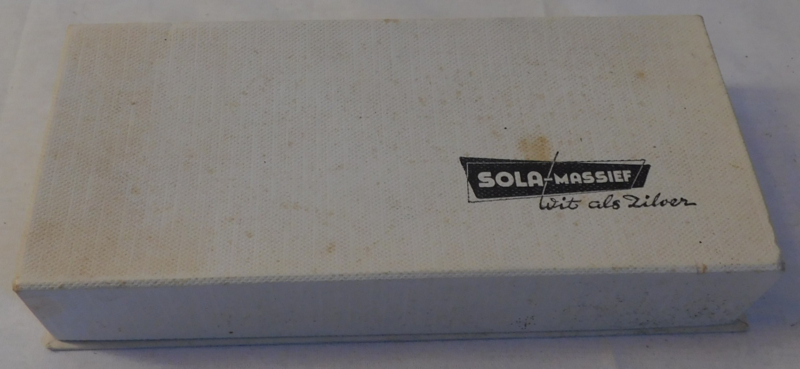 SOLA-MASSIEF
Wit als Zilver